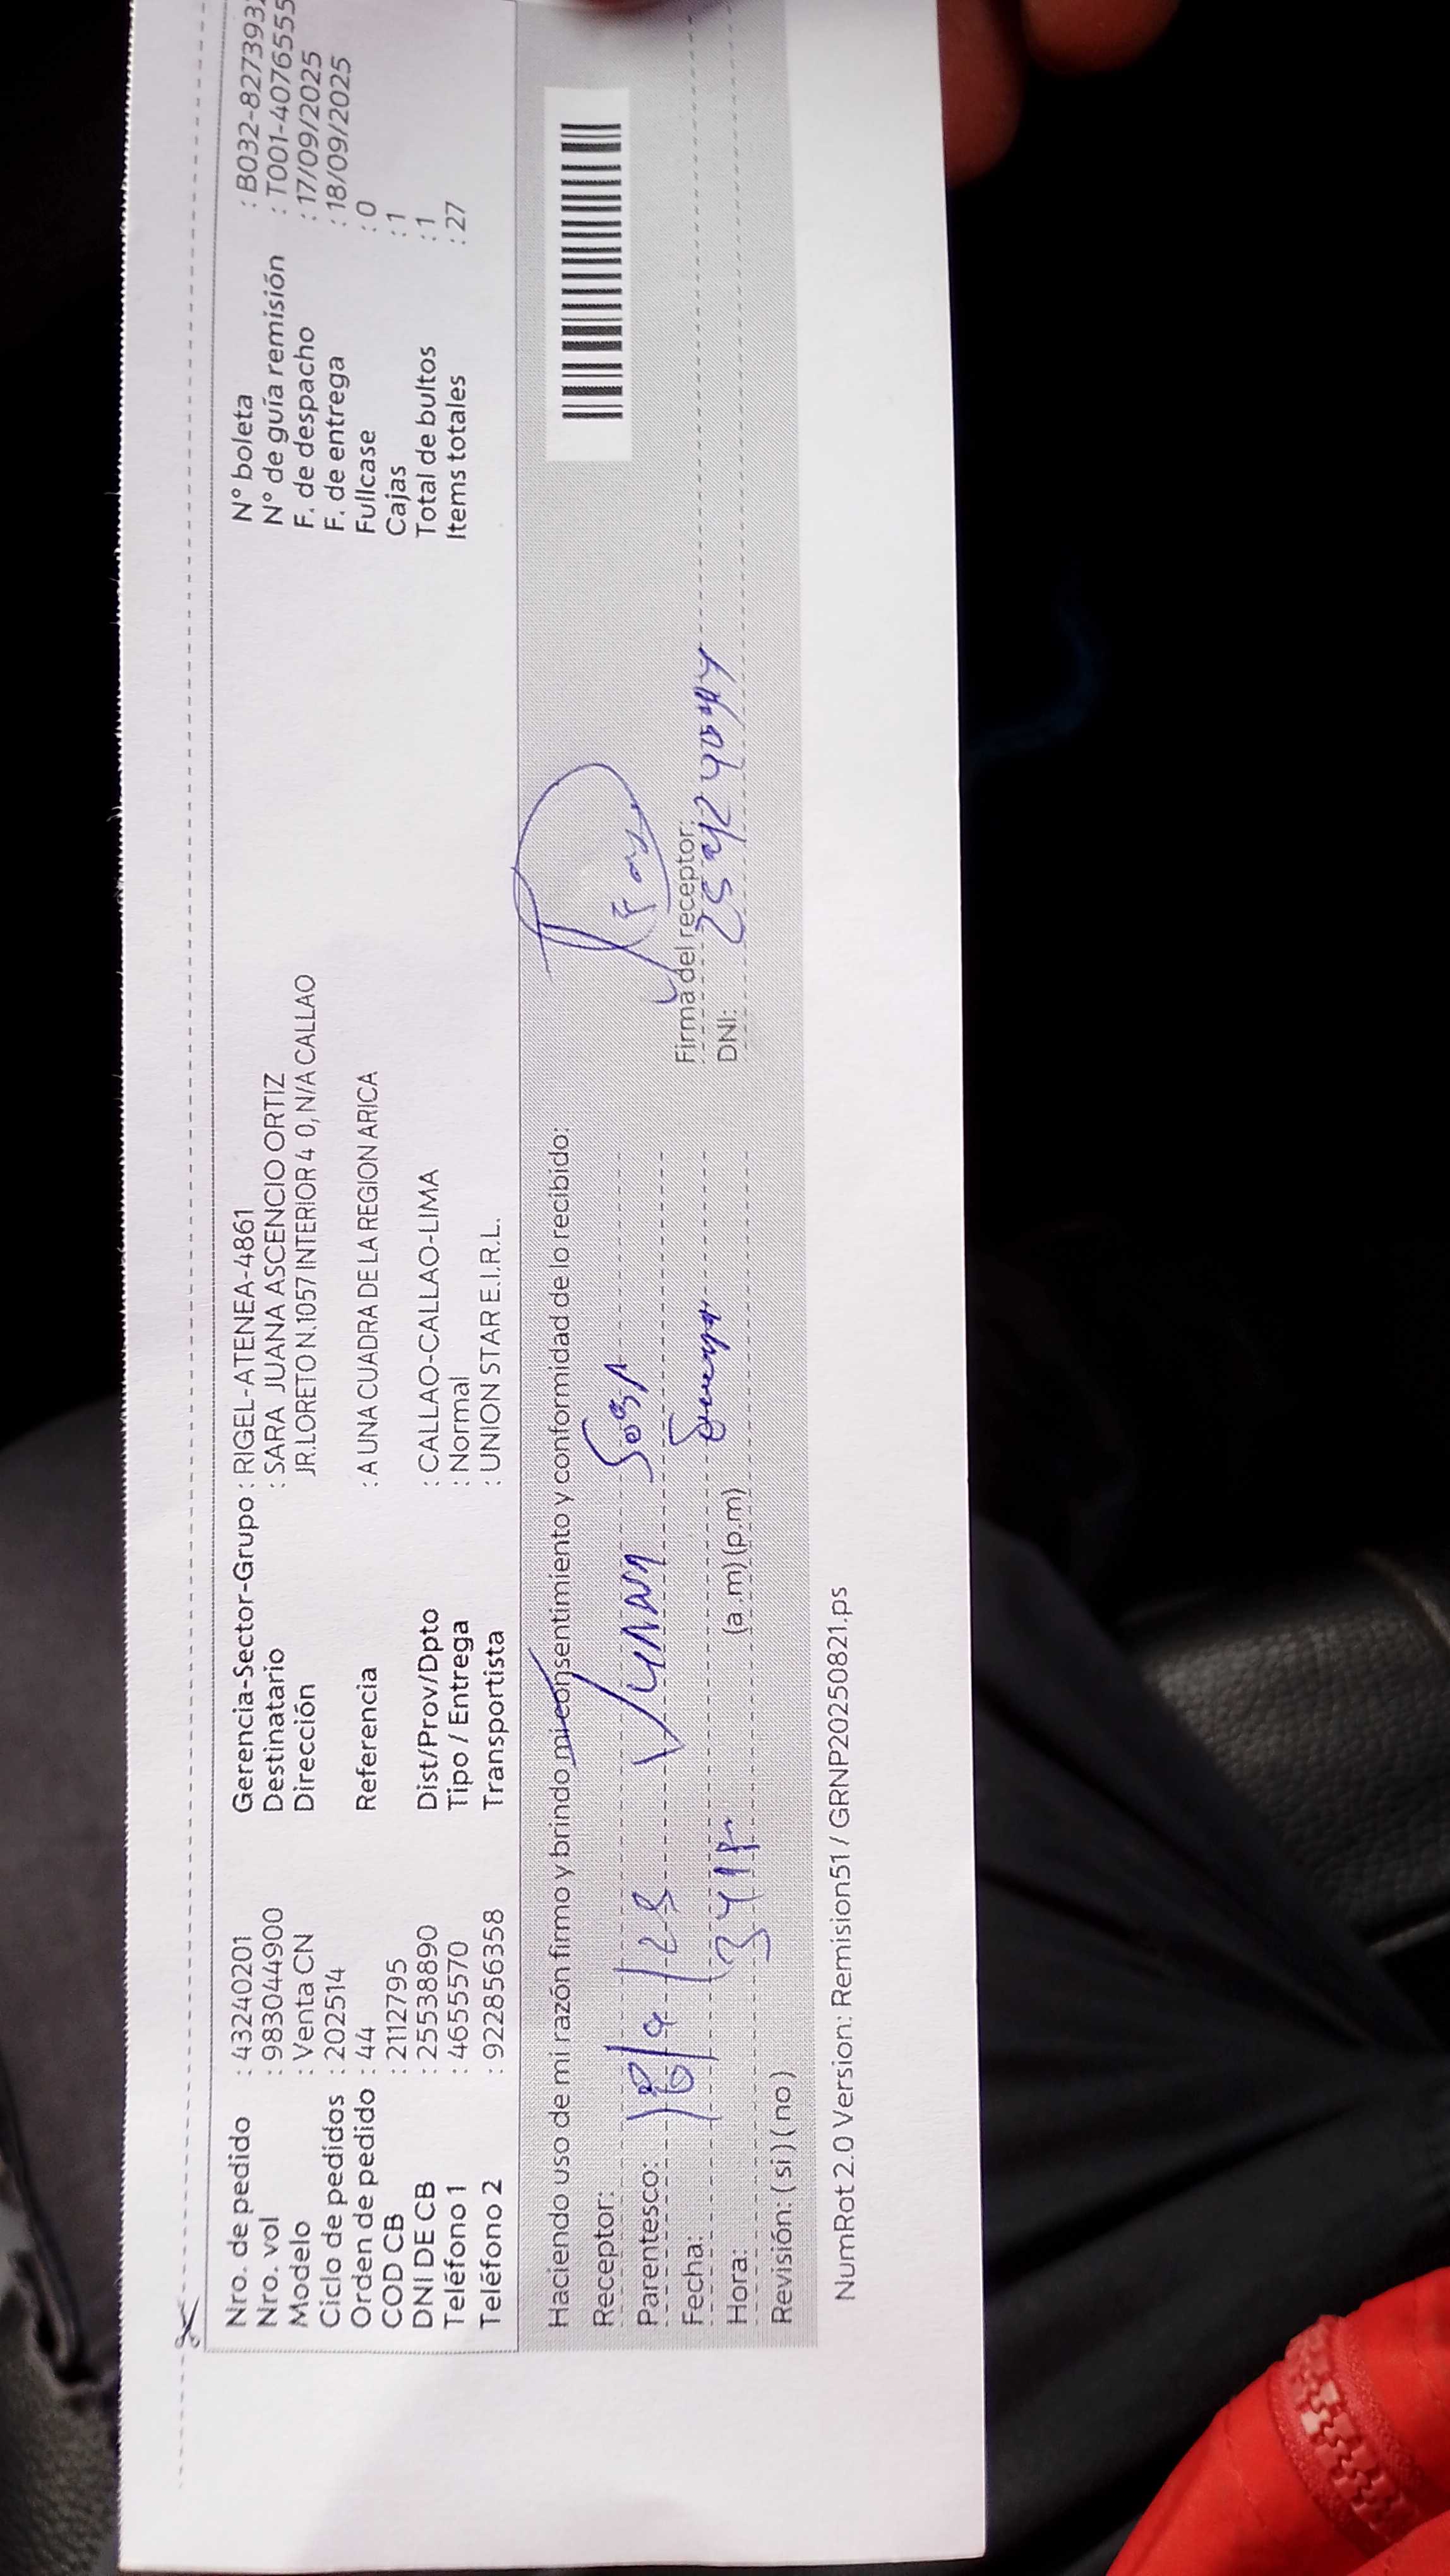 Nro. de pedido : 43240201
Nro. vol : 983044900
Modelo : Venta CN
Ciclo de pedidos : 202514
Orden de pedido : 44
COD CB : 2112795
DNI DE CB : 25538890
Teléfono 1 : 4655570
Teléfono 2 : 922856358
Gerencia-Sector-Grupo : RIGEL-ATENEA-4861
Destinatario : SARA JUANA ASCENCIO ORTIZ
Dirección JR.LORETO N.1057 INTERIOR 4 0, N/A CALLAO
Referencia : A UNA CUADRA DE LA REGION ARICA
Dist/Prov/Dpto : CALLAO-CALLAO-LIMA
Tipo / Entrega : Normal
Transportista : UNION STAR E.I.R.L.
N° boleta : B032-827393
N° de guía remisión : T001-4076555
F. de despacho : 17/09/2025
F. de entrega : 18/09/2025
Fullcase : 0
Cajas : 1
Total de bultos : 1
Items totales : 27
Haciendo uso de mi razón firmo y brindo mi consentimiento y conformidad de lo recibido:
Receptor:
Parentesco:
Fecha: 18/9/25
Hora: (a.m) (p.m)
Revisión: ( si ) ( no )
Sosa
Firma del receptor:
DNI:
NumRot 2.0 Version: Remision51 / GRNP20250821.ps